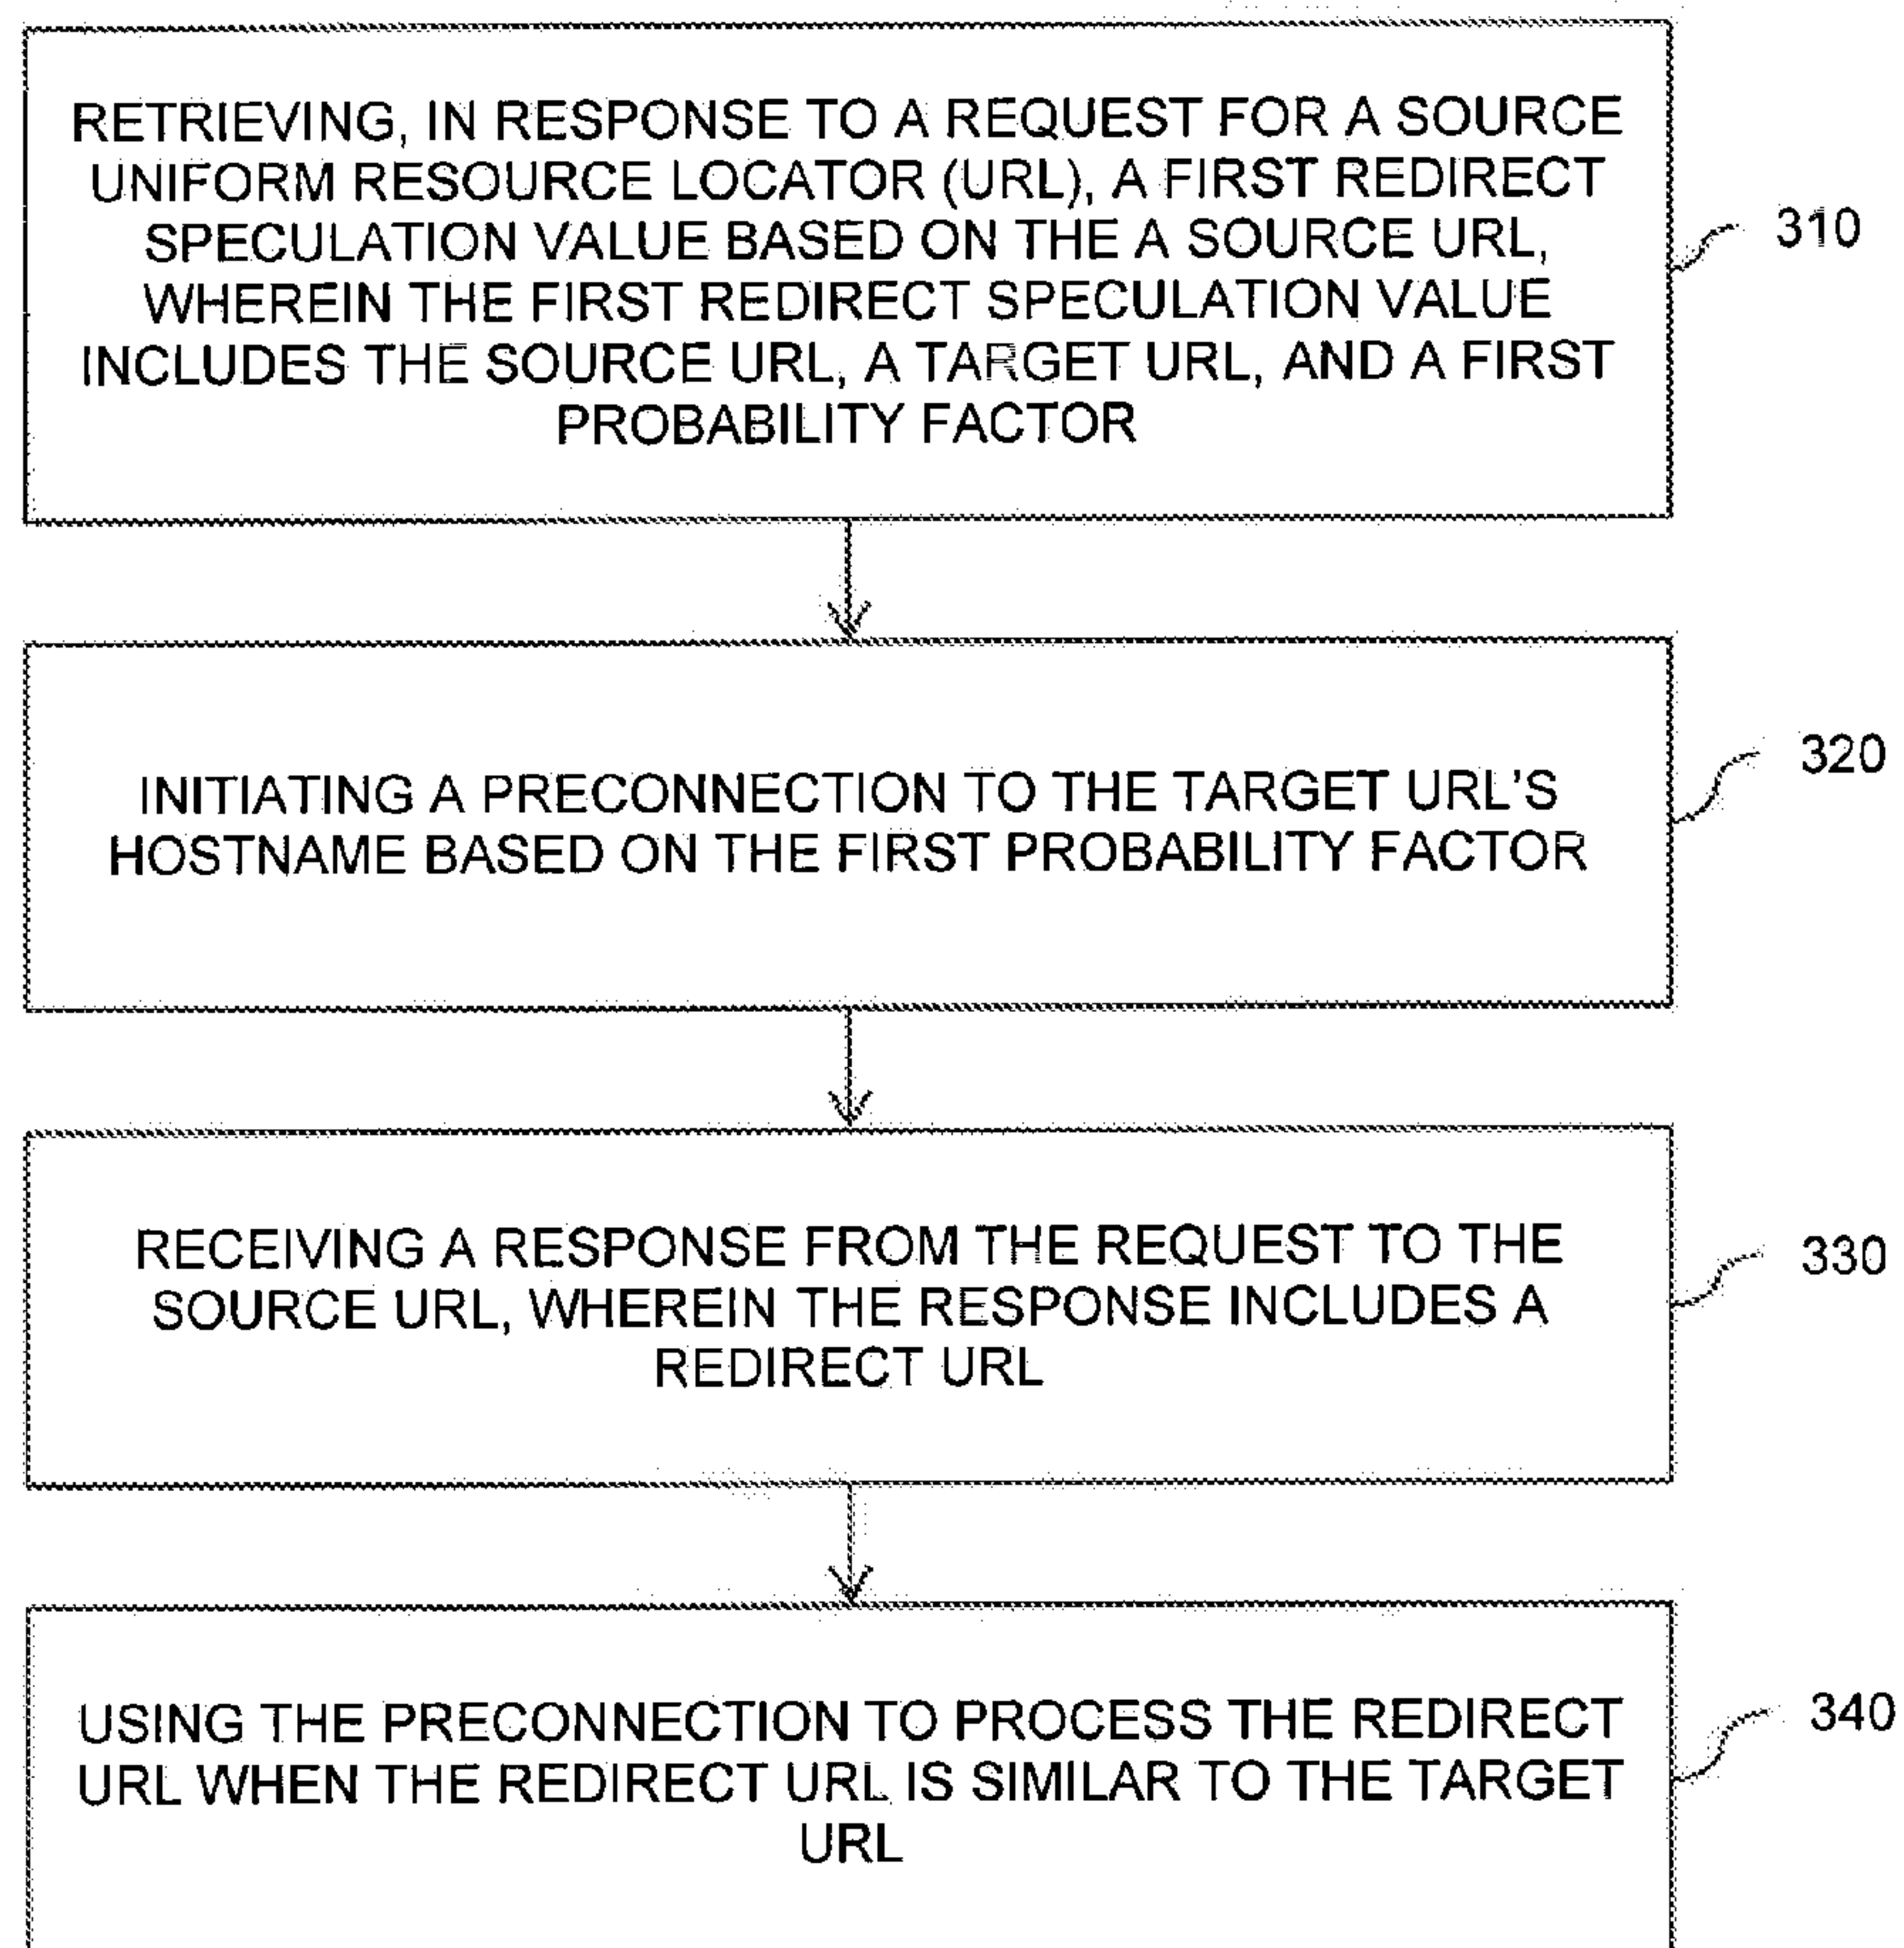 RETRIEVING, IN RESPONSE TO A REQUEST FOR A SOURCE
UNIFORM RESOURCE LOCATOR (URL), A FIRST REDIRECT
SPECULATION VALUE BASED ON THE A SOURCE URL,
WHEREIN THE FIRST REDIRECT SPECULATION VALUE
INCLUDES THE SOURCE URL, A TARGET URL, AND A FIRST
PROBABILITY FACTOR
310
INITIATING A PRECONNECTION TO THE TARGET URL'S
HOSTNAME BASED ON THE FIRST PROBABILITY FACTOR
320
RECEIVING A RESPONSE FROM THE REQUEST TO THE
SOURCE URL, WHEREIN THE RESPONSE INCLUDES A
REDIRECT URL
330
USING THE PRECONNECTION TO PROCESS THE REDIRECT
URL WHEN THE REDIRECT URL IS SIMILAR TO THE TARGET
URL
340